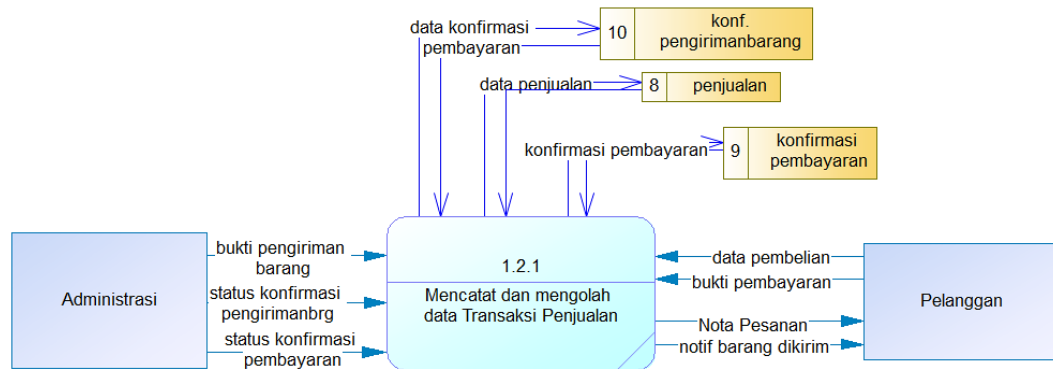 data konfirmasi
pembayaran
10
konf.
pengirimanbarang
data penjualan
8
penjualan
konfirmasi pembayaran
9
konfirmasi
pembayaran
Administrasi
bukti pengiriman
barang
status konfirmasi
pengirimanbrg
status konfirmasi
pembayaran
1.2.1
Mencatat dan mengolah
data Transaksi Penjualan
data pembelian
bukti pembayaran
Nota Pesanan
notif barang dikirim
Pelanggan